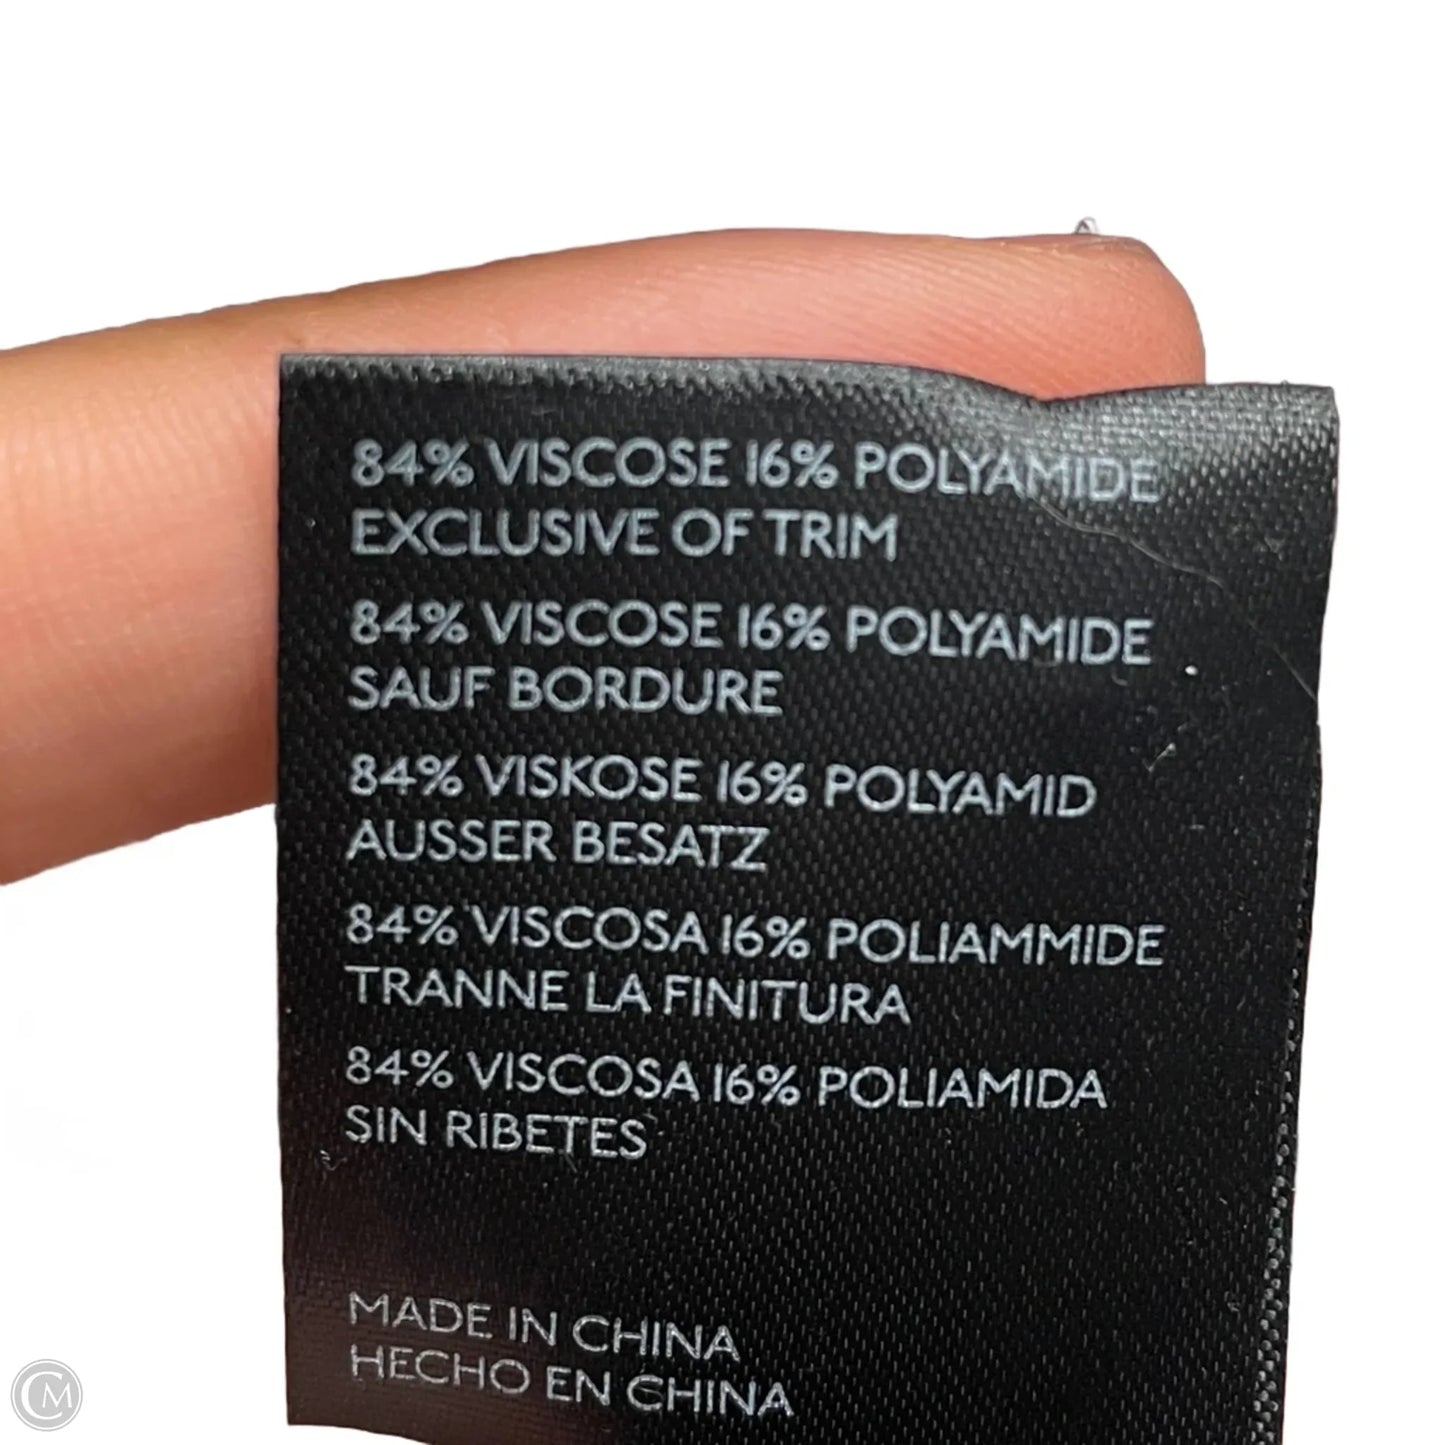 84% VISCOSE 16% POLYAMIDE
EXCLUSIVE OF TRIM
84% VISCOSE 16% POLYAMIDE
SAUF BORDURE
84% VISKOSE 16% POLYAMID
AUSSER BESATZ
84% VISCOSA 16% POLIAMMIDE
TRANNE LA FINITURA
84% VISCOSA 16% POLIAMIDA
SIN RIBETES
MADE IN CHINA
HECHO EN CHINA
CM